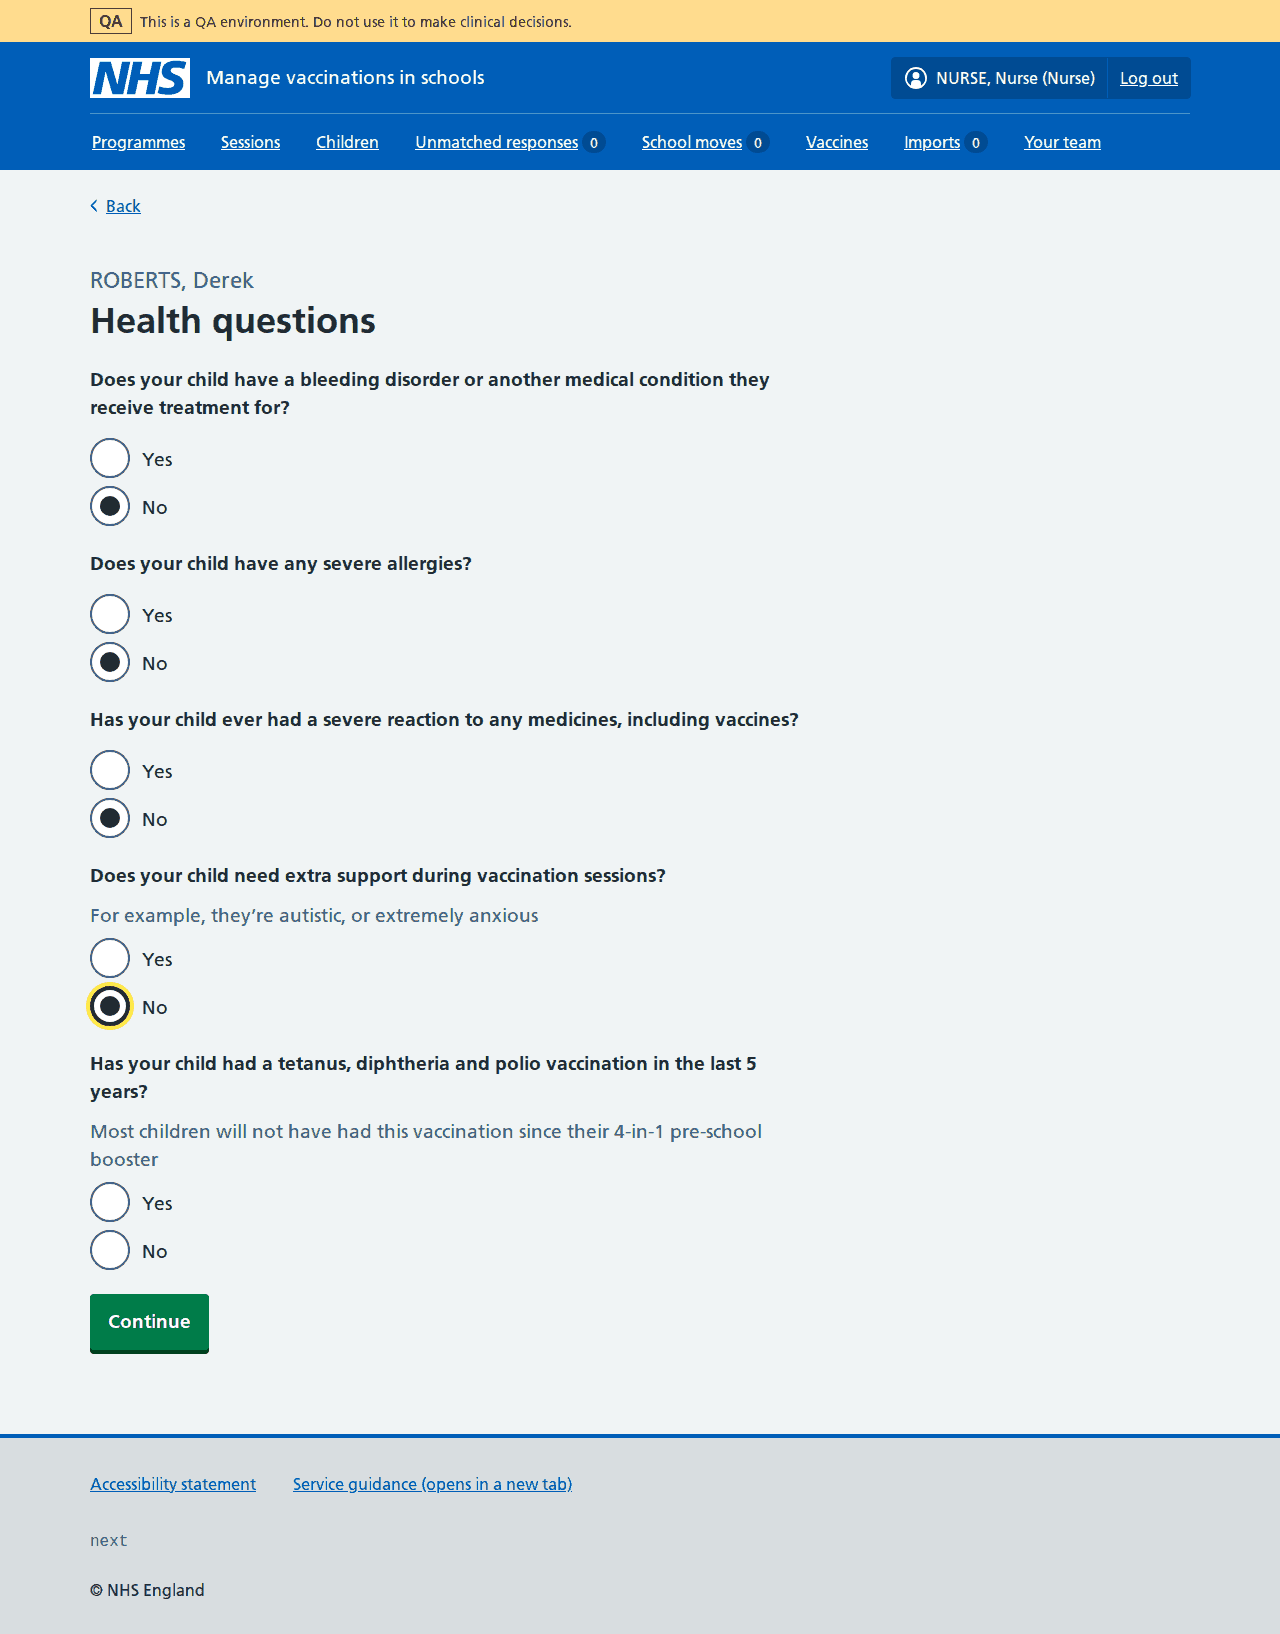 QA This is a QA environment. Do not use it to make clinical decisions.
NHS Manage vaccinations in schools NURSE, Nurse (Nurse) Log out
Programmes Sessions Children Unmatched responses 0 School moves 0 Vaccines Imports 0 Your team
Back
ROBERTS, Derek
Health questions
Does your child have a bleeding disorder or another medical condition they
receive treatment for?
Yes
No
Does your child have any severe allergies?
Yes
No
Has your child ever had a severe reaction to any medicines, including vaccines?
Yes
No
Does your child need extra support during vaccination sessions?
For example, they’re autistic, or extremely anxious
Yes
No
Has your child had a tetanus, diphtheria and polio vaccination in the last 5
years?
Most children will not have had this vaccination since their 4-in-1 pre-school
booster
Yes
No
Continue
Accessibility statement Service guidance (opens in a new tab)
next
© NHS England